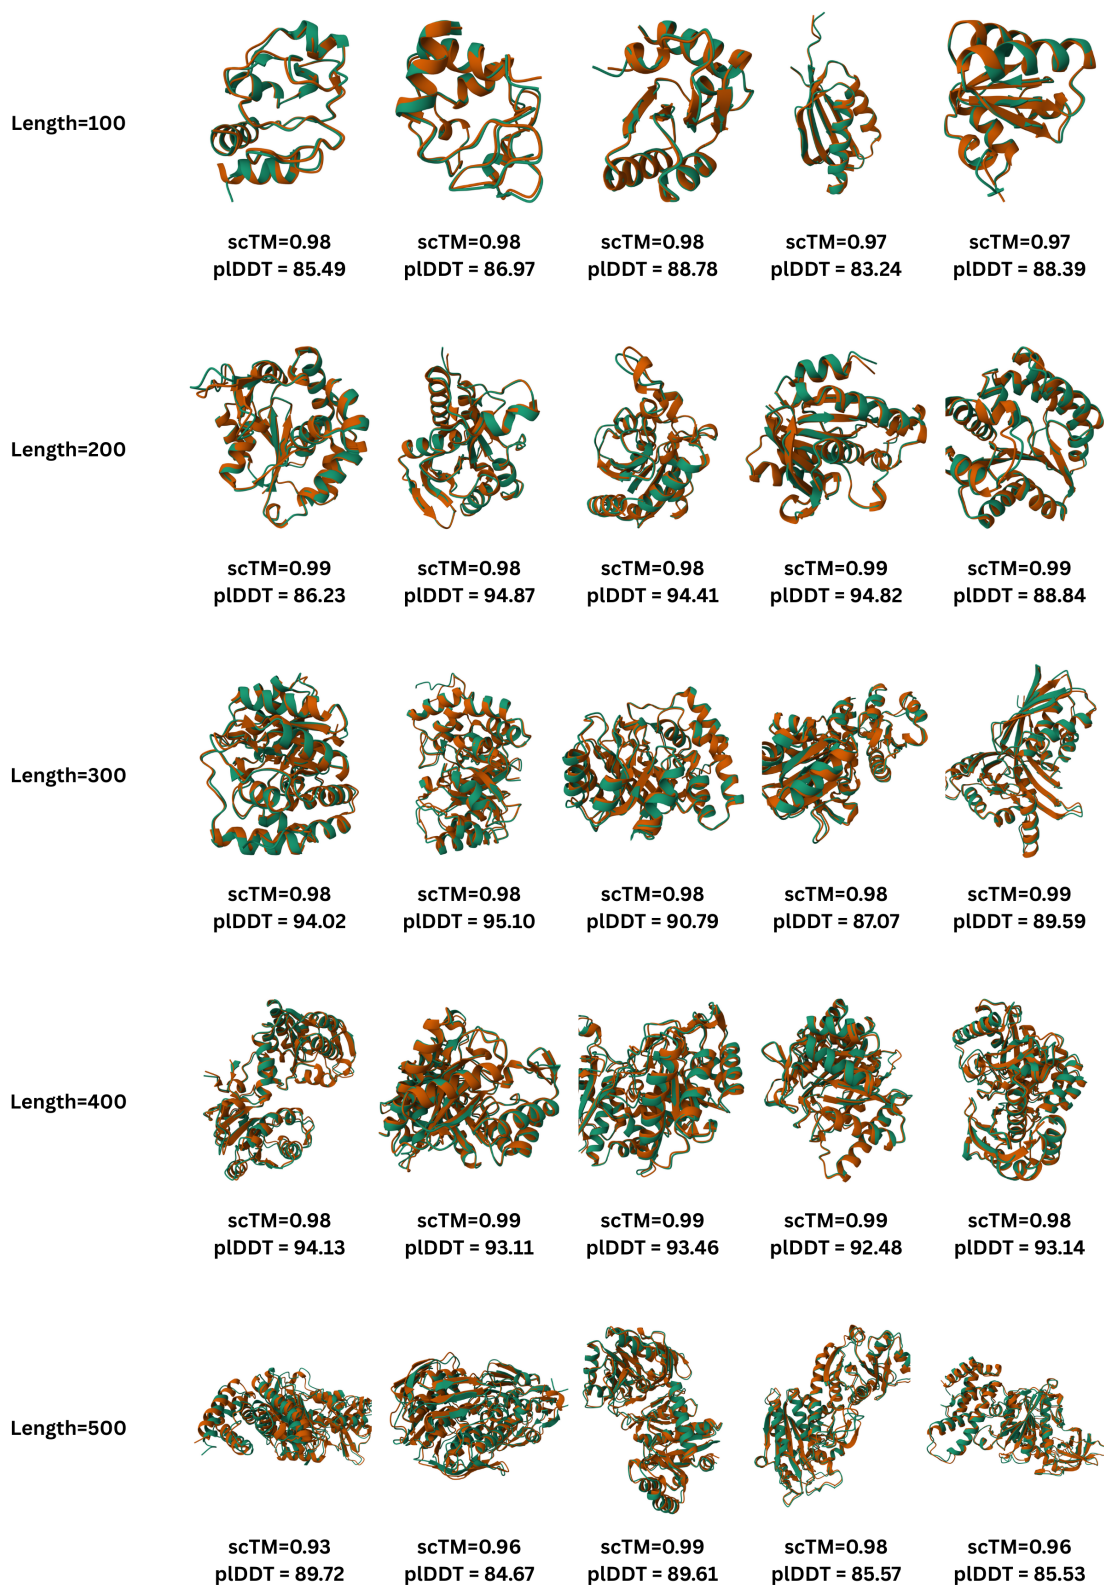 Length=100
scTM=0.98
plDDT = 85.49
scTM=0.98
plDDT = 86.97
scTM=0.98
plDDT = 88.78
scTM=0.97
plDDT = 83.24
scTM=0.97
plDDT = 88.39
Length=200
scTM=0.99
plDDT = 86.23
scTM=0.98
plDDT = 94.87
scTM=0.98
plDDT = 94.41
scTM=0.99
plDDT = 94.82
scTM=0.99
plDDT = 88.84
Length=300
scTM=0.98
plDDT = 94.02
scTM=0.98
plDDT = 95.10
scTM=0.98
plDDT = 90.79
scTM=0.98
plDDT = 87.07
scTM=0.99
plDDT = 89.59
Length=400
scTM=0.98
plDDT = 94.13
scTM=0.99
plDDT = 93.11
scTM=0.99
plDDT = 93.46
scTM=0.99
plDDT = 92.48
scTM=0.98
plDDT = 93.14
Length=500
scTM=0.93
plDDT = 89.72
scTM=0.96
plDDT = 84.67
scTM=0.99
plDDT = 89.61
scTM=0.98
plDDT = 85.57
scTM=0.96
plDDT = 85.53